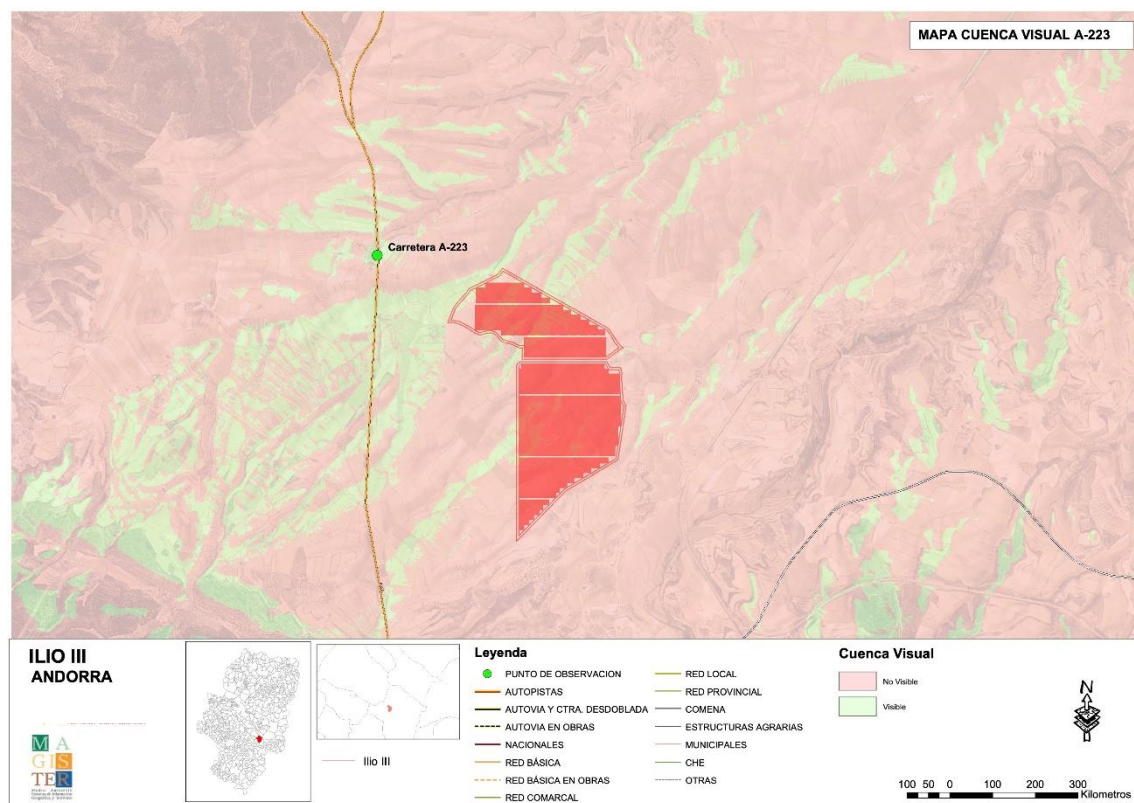 MAPA CUENCA VISUAL A-223
Carretera A-223
ILIO III
ANDORRA
MAGISTER
Ilio III
Leyenda
PUNTO DE OBSERVACION
AUTOPISTAS
AUTOVIA Y CTRA. DESDOBLADA
AUTOVIA EN OBRAS
NACIONALES
RED BÁSICA
RED BÁSICA EN OBRAS
RED COMARCAL
RED LOCAL
RED PROVINCIAL
COMENA
ESTRUCTURAS AGRARIAS
MUNICIPALES
CHE
OTRAS
Cuenca Visual
No Visible
Visible
N
100 50 0 100 200 300
Kilometros